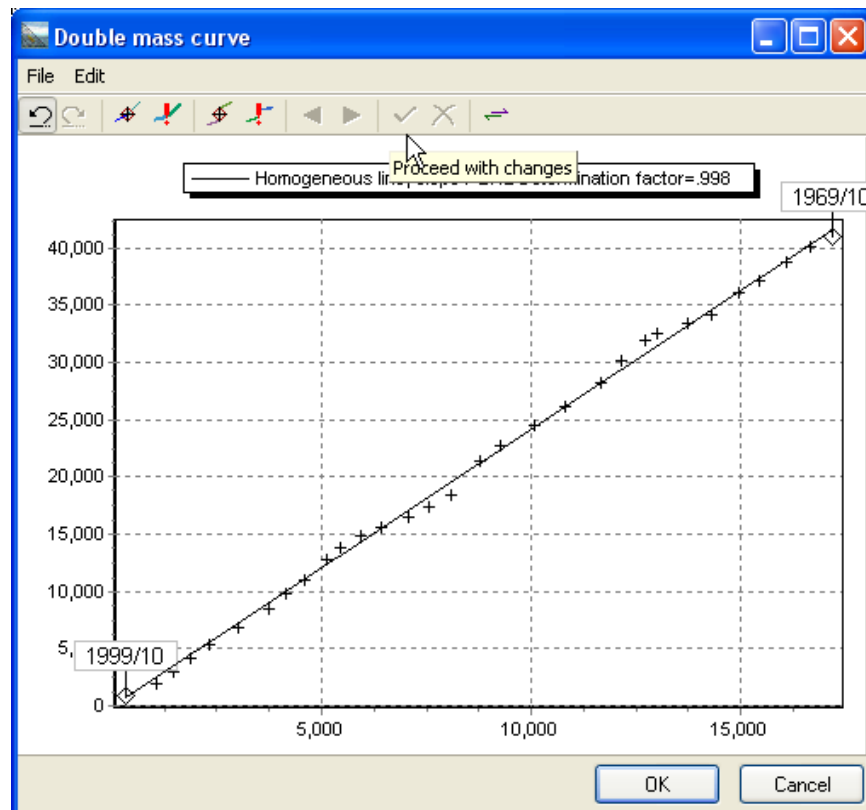 Double mass curve
File Edit
Proceed with changes
Homogeneous line, factor=.998
1969/10
40,000
35,000
30,000
25,000
20,000
15,000
10,000
5,
1999/10
0
5,000 10,000 15,000
OK Cancel